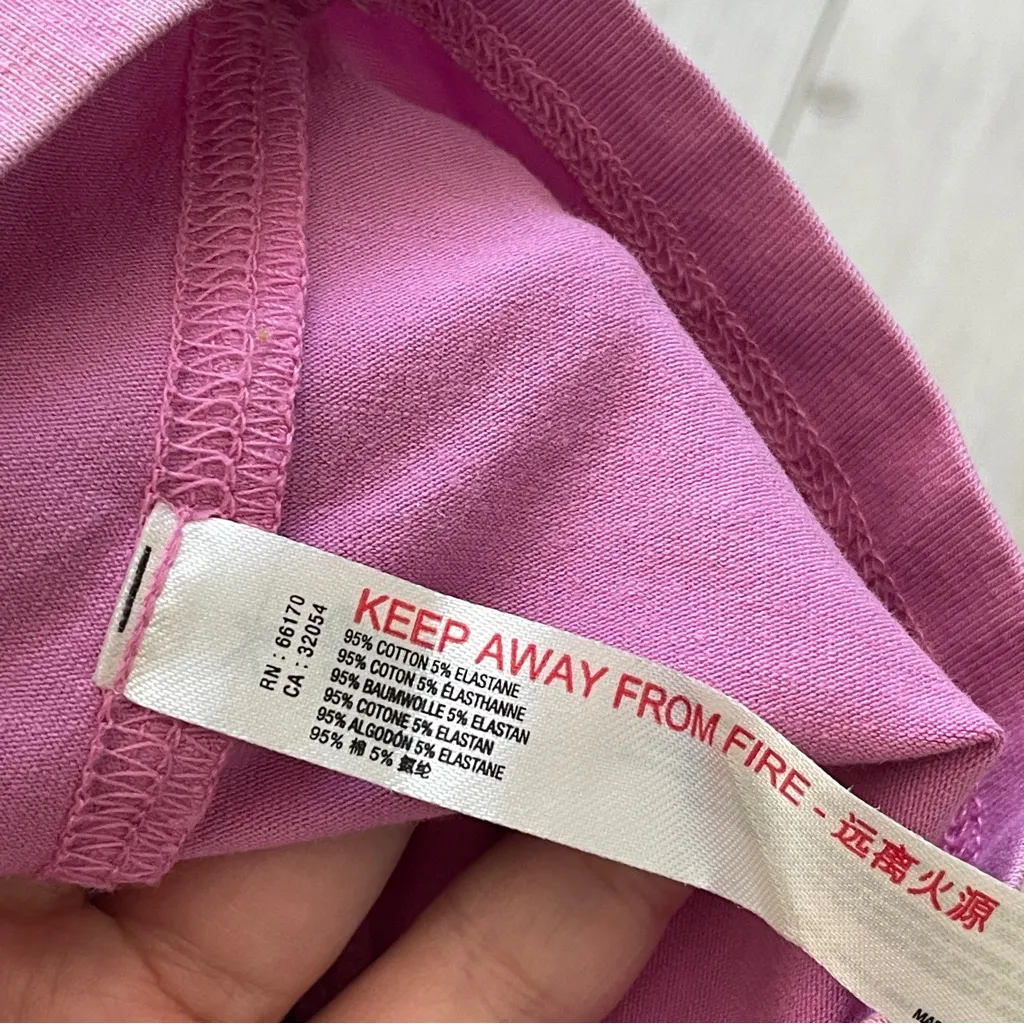 RN : 66170
CA : 32054
KEEP AWAY FROM FIRE - 远离火源
95% COTTON 5% ELASTANE
95% COTON 5% ÉLASTHANNE
95% BAUMWOLLE 5% ELASTAN
95% COTONE 5% ELASTAN
95% ALGODÓN 5% ELASTANE
95% 棉 5% 氨纶